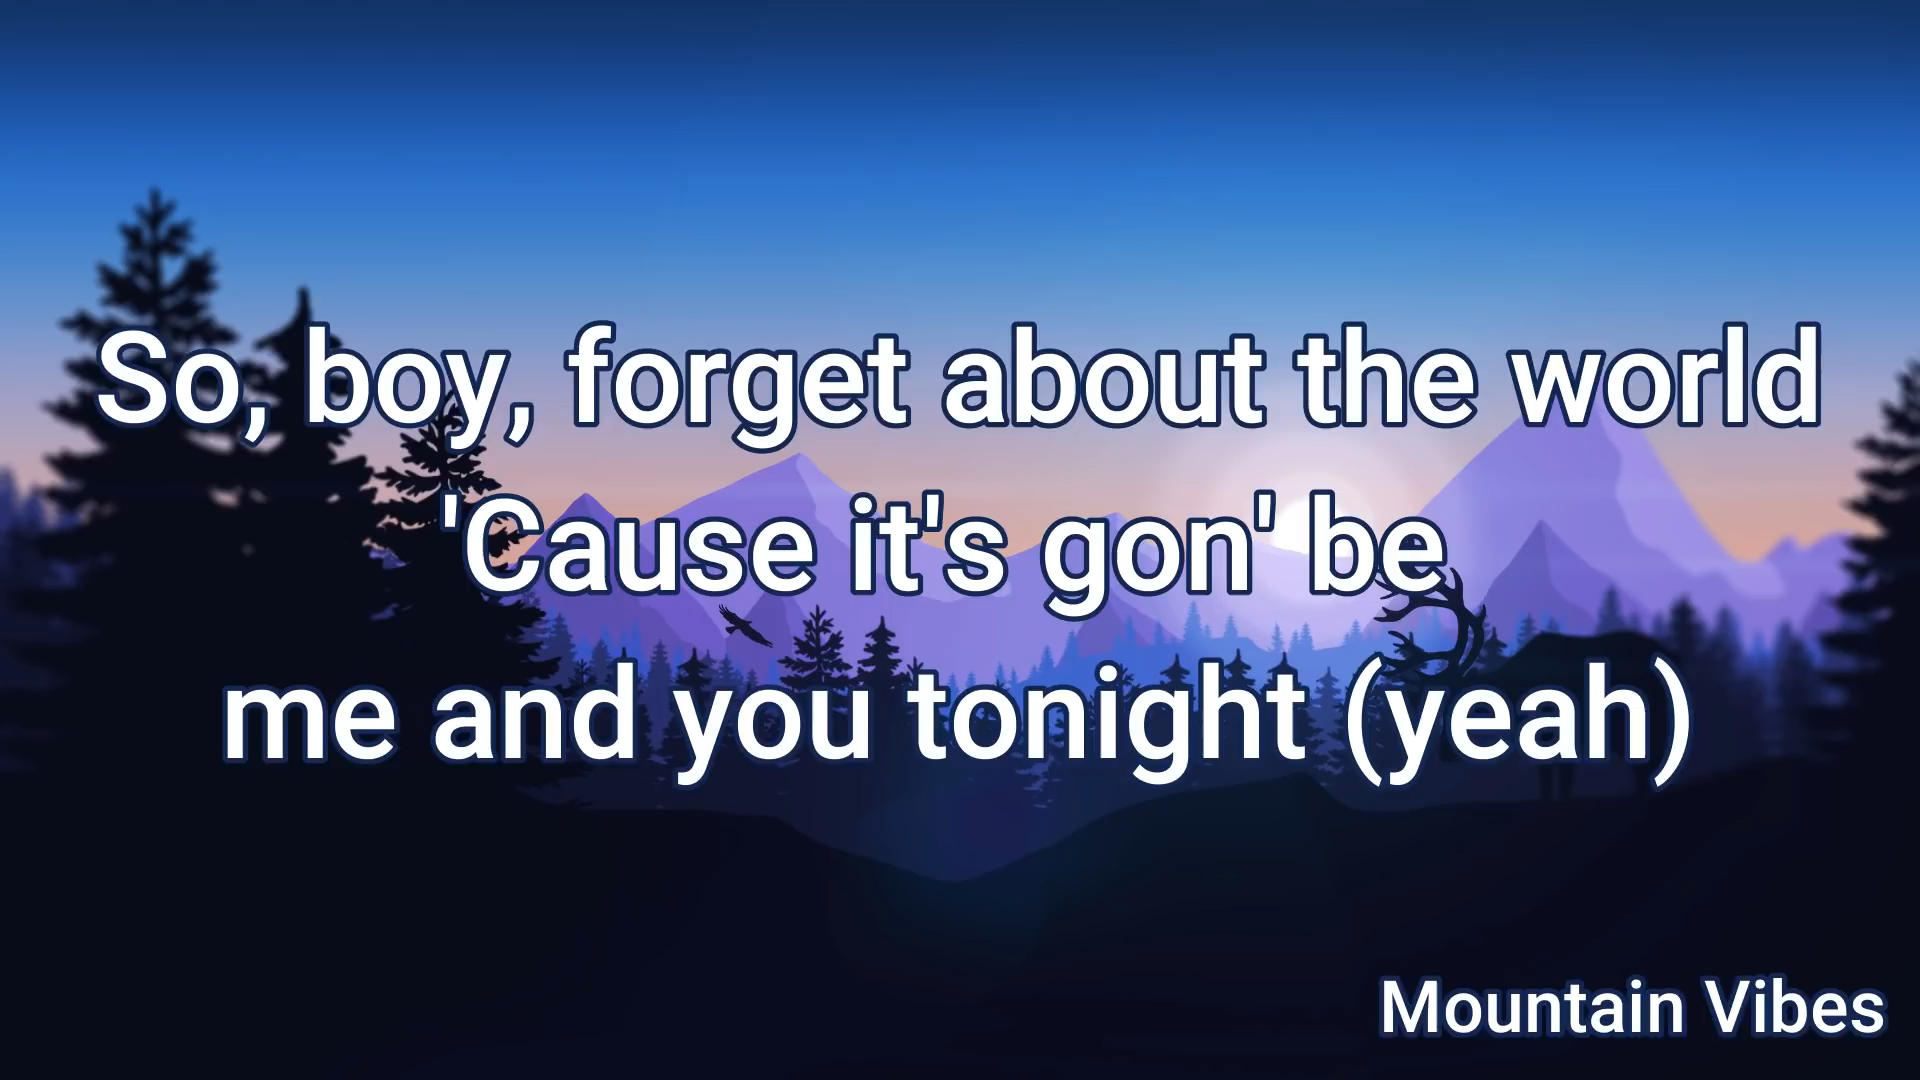 So, boy, forget about the world
'Cause it's gon' be
me and you tonight (yeah)
Mountain Vibes